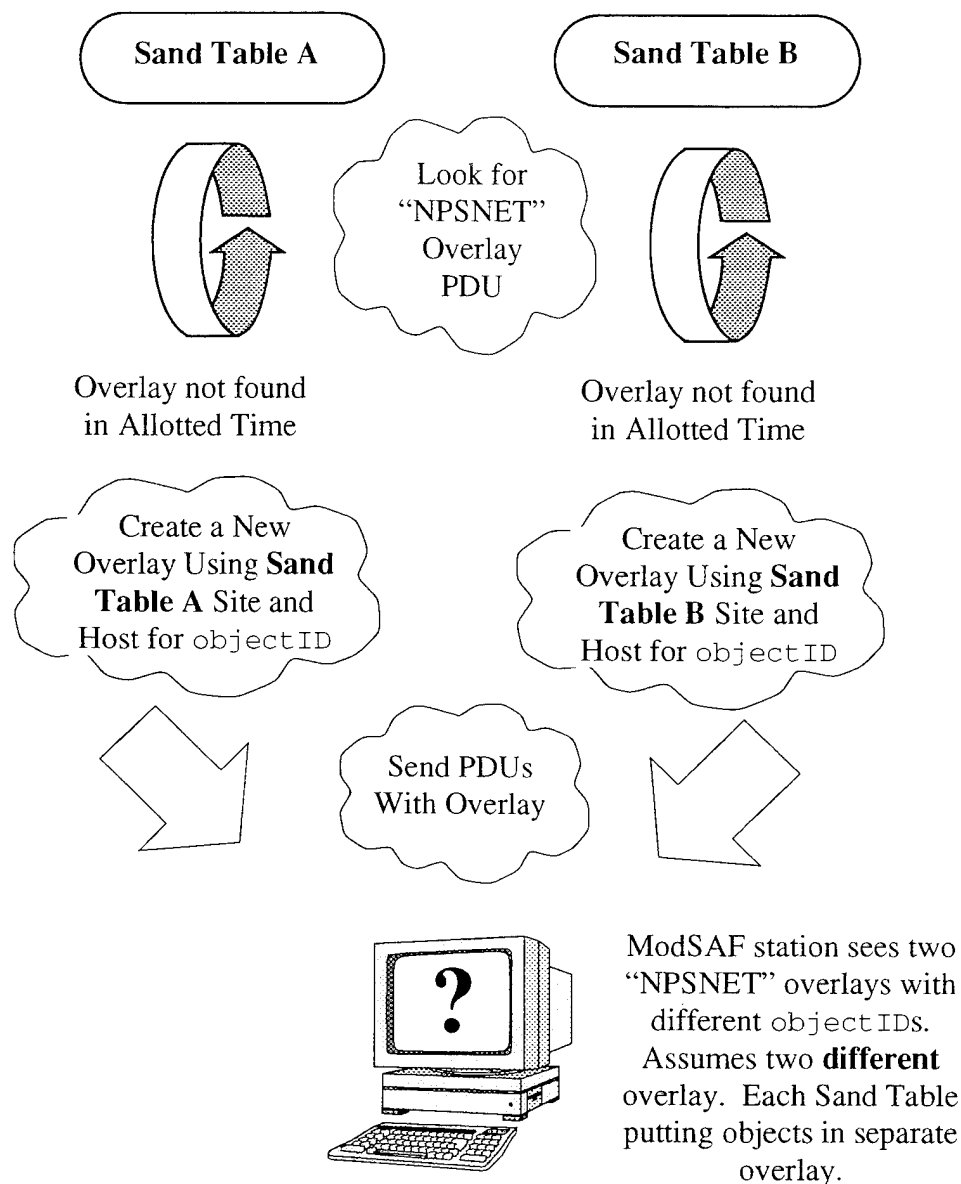 Sand Table A
Sand Table B
Look for
“NPSNET”
Overlay
PDU
Overlay not found
in Allotted Time
Overlay not found
in Allotted Time
Create a New
Overlay Using Sand
Table A Site and
Host for objectID
Create a New
Overlay Using Sand
Table B Site and
Host for objectID
Send PDUs
With Overlay
?
ModSAF station sees two
“NPSNET” overlays with
different objectIDs.
Assumes two different
overlay. Each Sand Table
putting objects in separate
overlay.